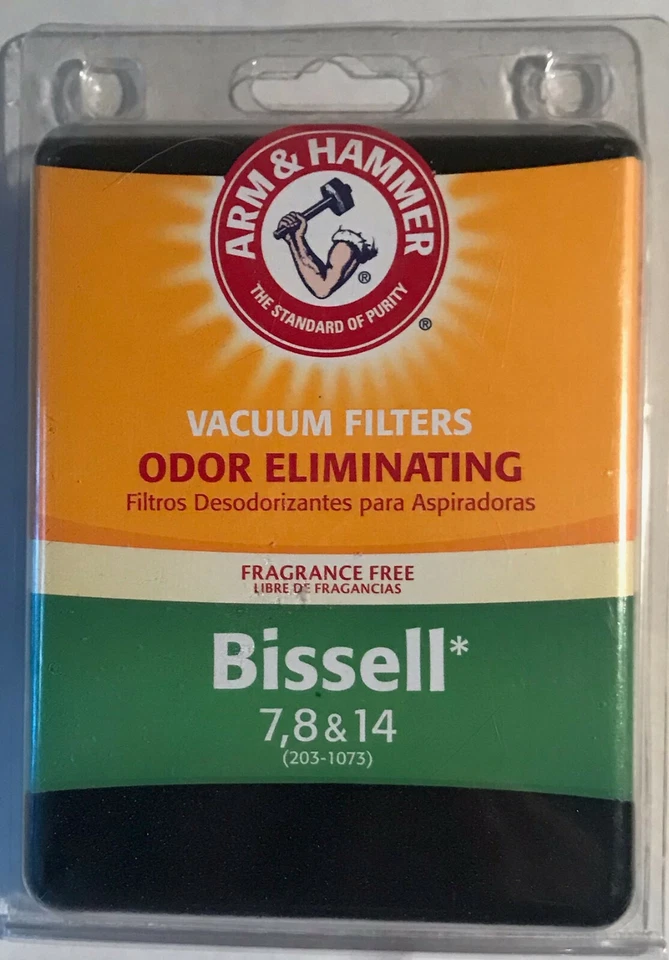 ARM & HAMMER
®
THE STANDARD OF PURITY
®
VACUUM FILTERS
ODOR ELIMINATING
Filtros Desodorizantes para Aspiradoras
FRAGRANCE FREE
LIBRE DE FRAGANCIAS
Bissell*
7,8 & 14
(203-1073)